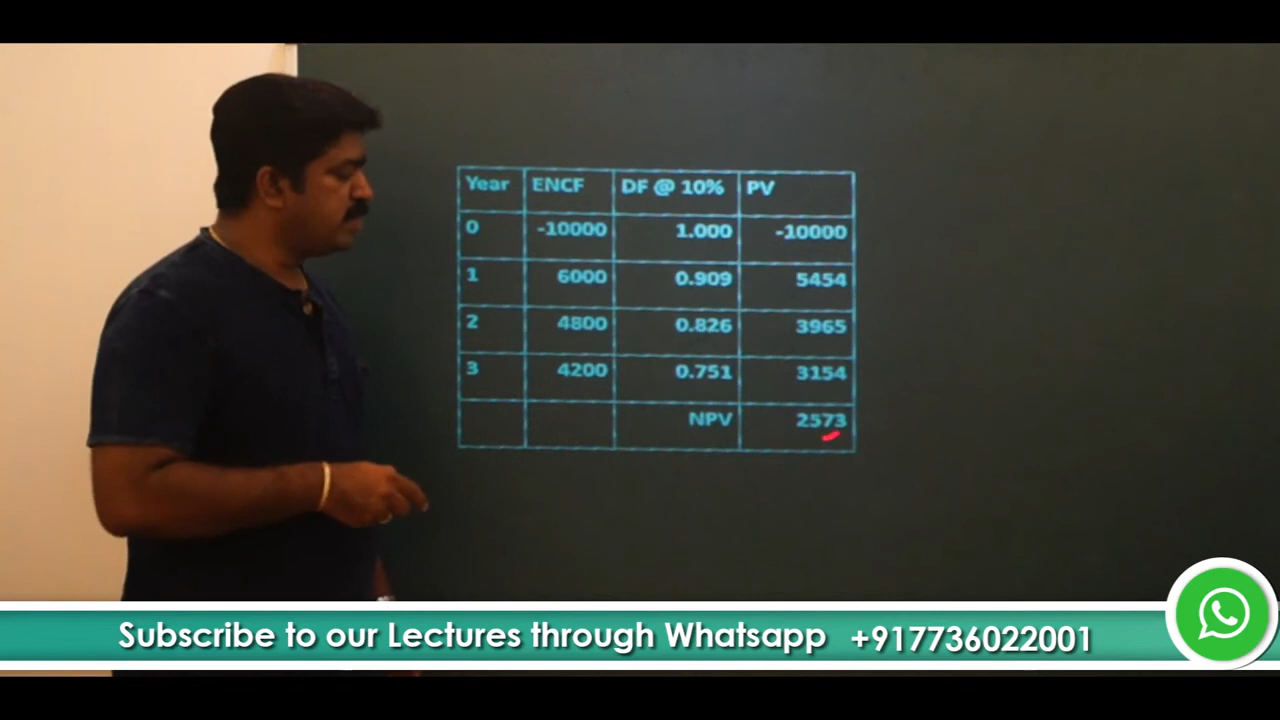 Year ENCF DF @ 10% PV
0 -10000 1.000 -10000
1 6000 0.909 5454
2 4800 0.826 3965
3 4200 0.751 3154
NPV 2573
Subscribe to our Lectures through Whatsapp +917736022001